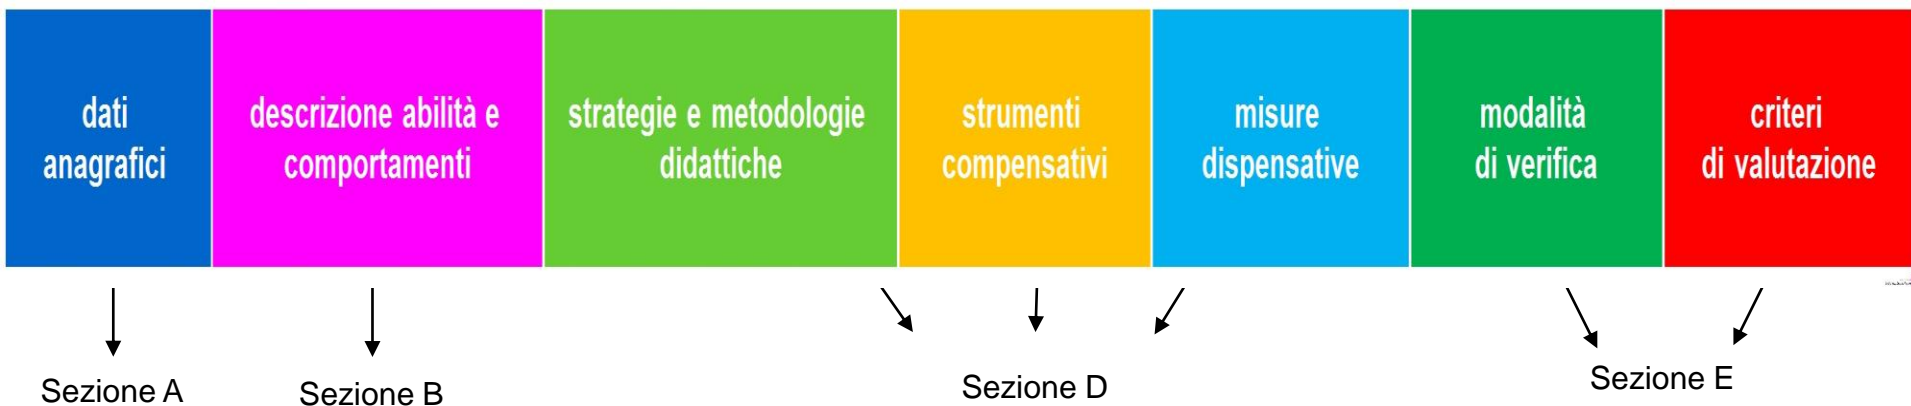 dati
anagrafici
descrizione abilità e
comportamenti
strategie e metodologie
didattiche
strumenti
compensativi
misure
dispensative
modalità
di verifica
criteri
di valutazione
Sezione A
Sezione B
Sezione D
Sezione E